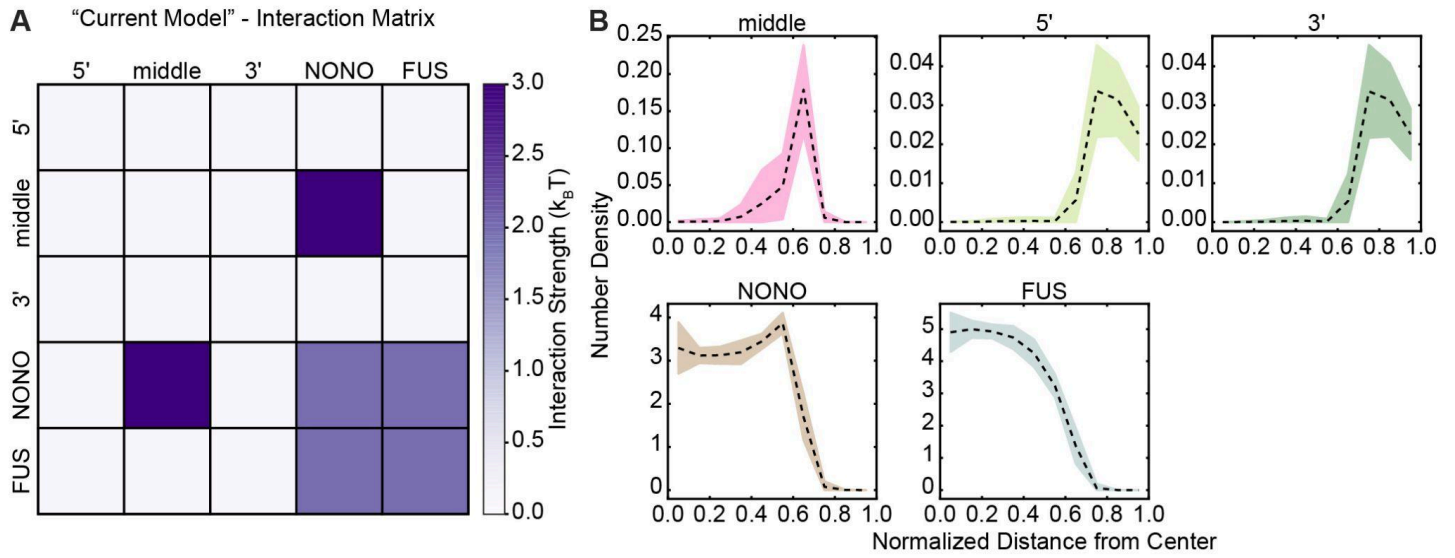 A
“Current Model” - Interaction Matrix
5' middle 3' NONO FUS
5'
middle
3'
NONO
FUS
3.0
2.5
2.0
1.5
1.0
0.5
0.0
Interaction Strength (kBT)
B
middle
0.25
0.20
0.15
0.10
0.05
0.00
0.0 0.2 0.4 0.6 0.8 1.0
5'
0.04
0.03
0.02
0.01
0.00
0.0 0.2 0.4 0.6 0.8 1.0
3'
0.04
0.03
0.02
0.01
0.00
0.0 0.2 0.4 0.6 0.8 1.0
Number Density
NONO
4
3
2
1
0
0.0 0.2 0.4 0.6 0.8 1.0
FUS
5
4
3
2
1
0
0.0 0.2 0.4 0.6 0.8 1.0
Normalized Distance from Center